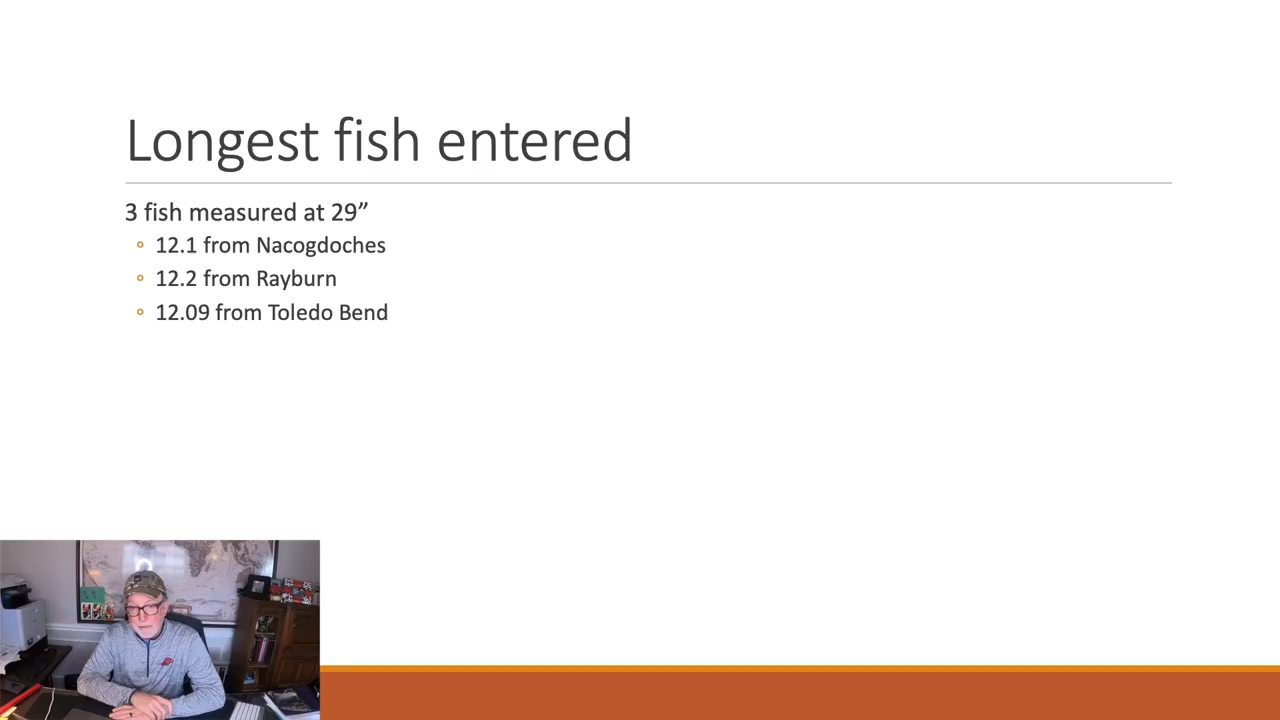 Longest fish entered
3 fish measured at 29”
12.1 from Nacogdoches
12.2 from Rayburn
12.09 from Toledo Bend